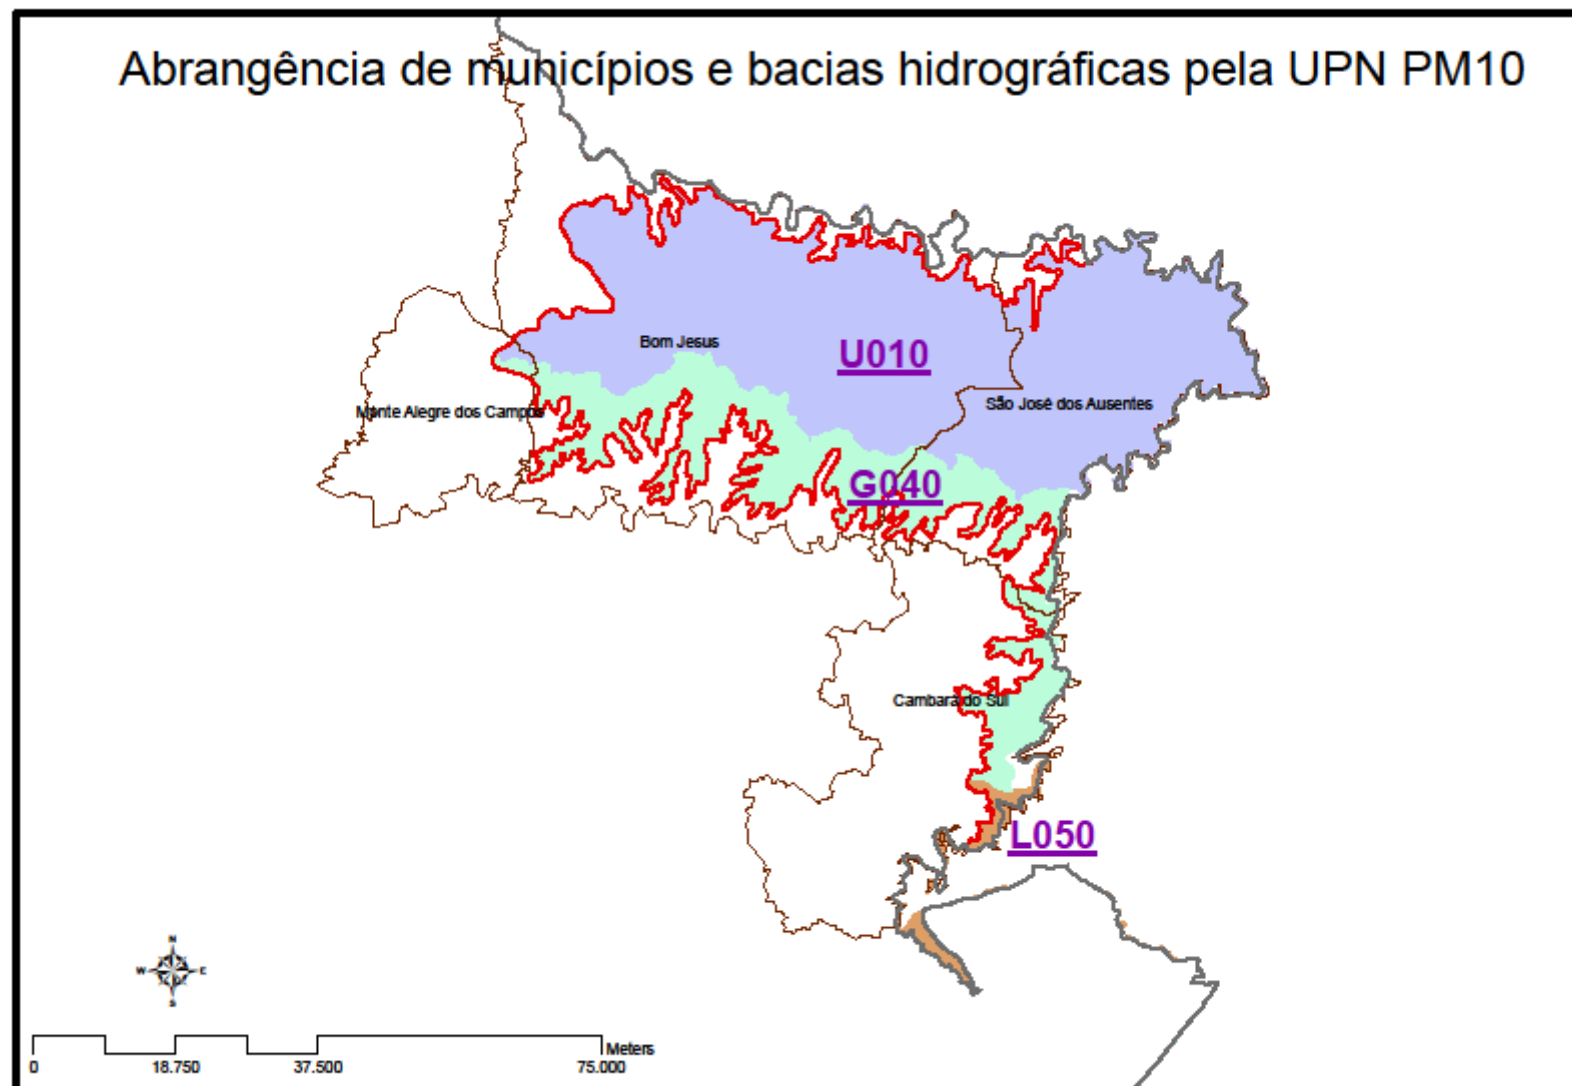 Abrangência de municípios e bacias hidrográficas pela UPN PM10
Bom Jesus
U010
Monte Alegre dos Campos
São José dos Ausentes
G040
Cambará do Sul
L050
N
W E
S
Meters
0 18.750 37.500 75.000